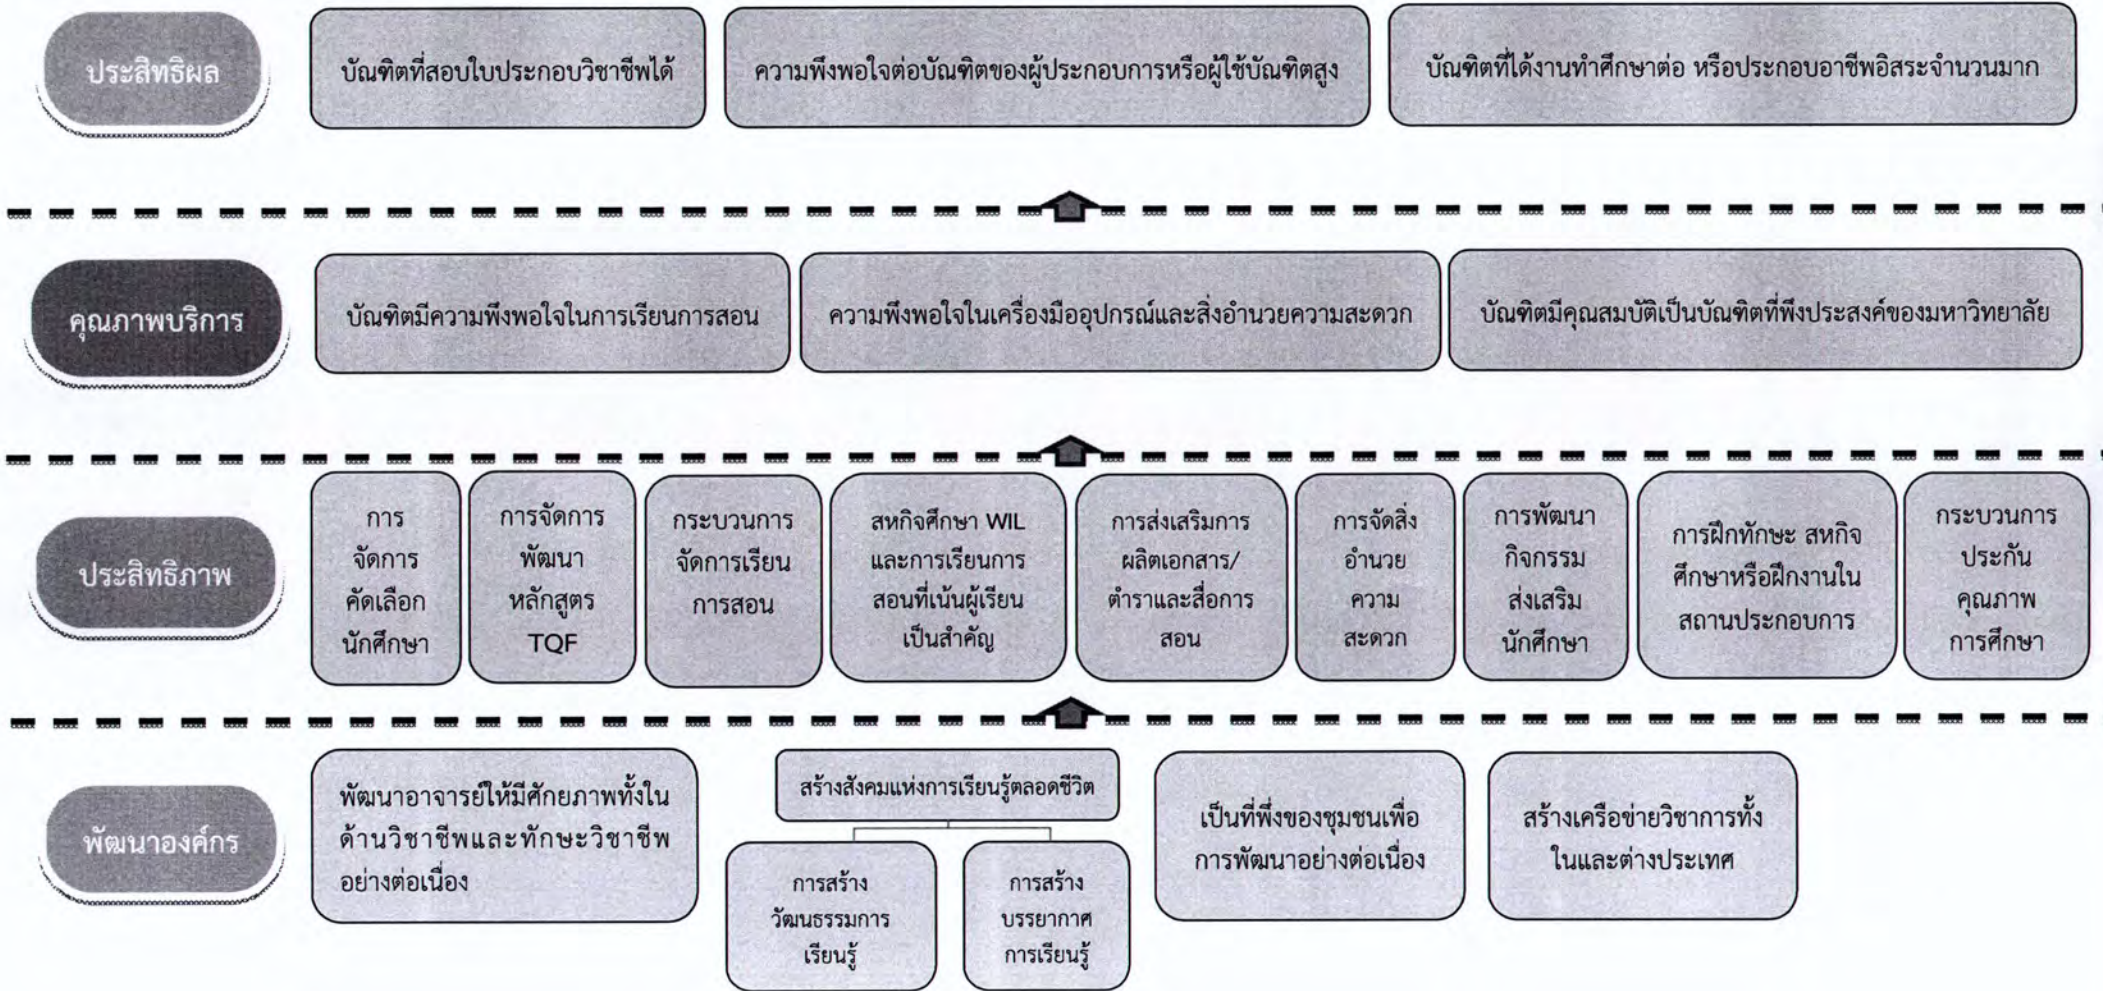 ประสิทธิผล
บัณฑิตที่สอบใบประกอบวิชาชีพได้
ความพึงพอใจต่อบัณฑิตของผู้ประกอบการหรือผู้ใช้บัณฑิตสูง
บัณฑิตที่ได้งานทำศึกษาต่อ หรือประกอบอาชีพอิสระจำนวนมาก
คุณภาพบริการ
บัณฑิตมีความพึงพอใจในการเรียนการสอน
ความพึงพอใจในเครื่องมืออุปกรณ์และสิ่งอำนวยความสะดวก
บัณฑิตมีคุณสมบัติเป็นบัณฑิตที่พึงประสงค์ของมหาวิทยาลัย
ประสิทธิภาพ
การ
จัดการ
คัดเลือก
นักศึกษา
การจัดการ
พัฒนา
หลักสูตร
TQF
กระบวนการ
จัดการเรียน
การสอน
สหกิจศึกษา WIL
และการเรียนการ
สอนที่เน้นผู้เรียน
เป็นสำคัญ
การส่งเสริมการ
ผลิตเอกสาร/
ตำราและสื่อการ
สอน
การจัดสิ่ง
อำนวย
ความ
สะดวก
การพัฒนา
กิจกรรม
ส่งเสริม
นักศึกษา
การฝึกทักษะ สหกิจ
ศึกษาหรือฝึกงานใน
สถานประกอบการ
กระบวนการ
ประกัน
คุณภาพ
การศึกษา
พัฒนาองค์กร
พัฒนาอาจารย์ให้มีศักยภาพทั้งใน
ด้านวิชาชีพและทักษะวิชาชีพ
อย่างต่อเนื่อง
สร้างสังคมแห่งการเรียนรู้ตลอดชีวิต
การสร้าง
วัฒนธรรมการ
เรียนรู้
การสร้าง
บรรยากาศ
การเรียนรู้
เป็นที่พึ่งของชุมชนเพื่อ
การพัฒนาอย่างต่อเนื่อง
สร้างเครือข่ายวิชาการทั้ง
ในและต่างประเทศ